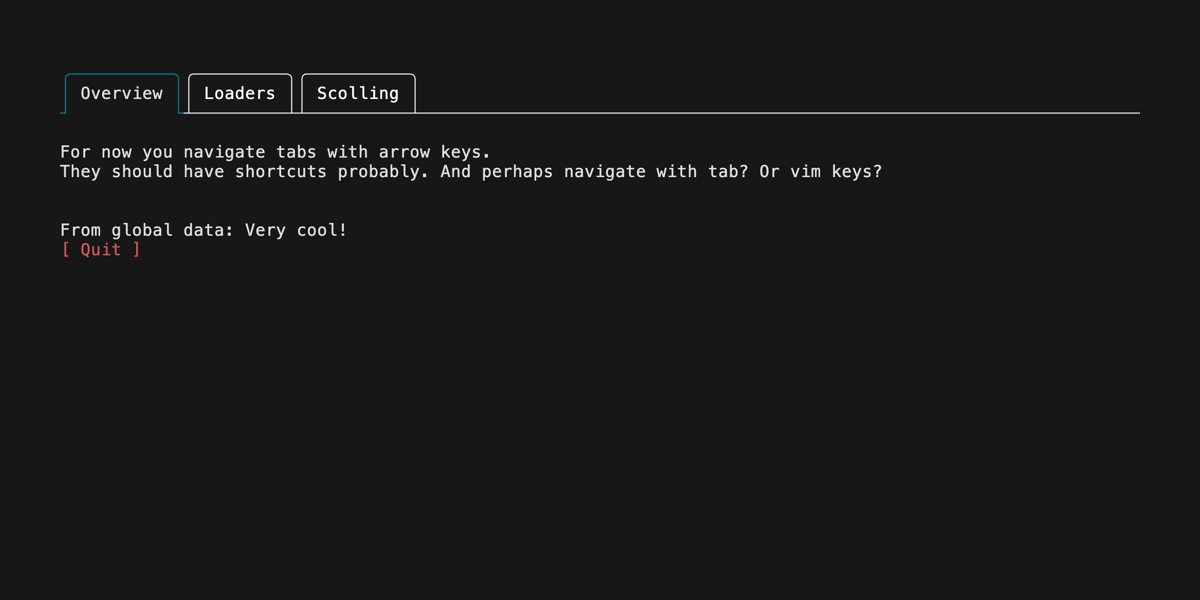 Overview Loaders Scolling
For now you navigate tabs with arrow keys.
They should have shortcuts probably. And perhaps navigate with tab? Or vim keys?
From global data: Very cool!
[ Quit ]